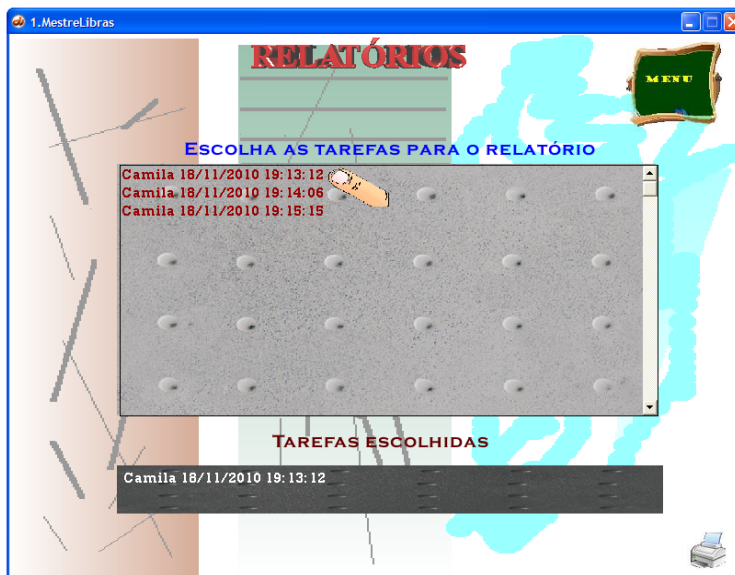 1.MestreLibras
RELATÓRIOS
MENU
ESCOLHA AS TAREFAS PARA O RELATÓRIO
Camila 18/11/2010 19:13:12
Camila 18/11/2010 19:14:06
Camila 18/11/2010 19:15:15
TAREFAS ESCOLHIDAS
Camila 18/11/2010 19:13:12